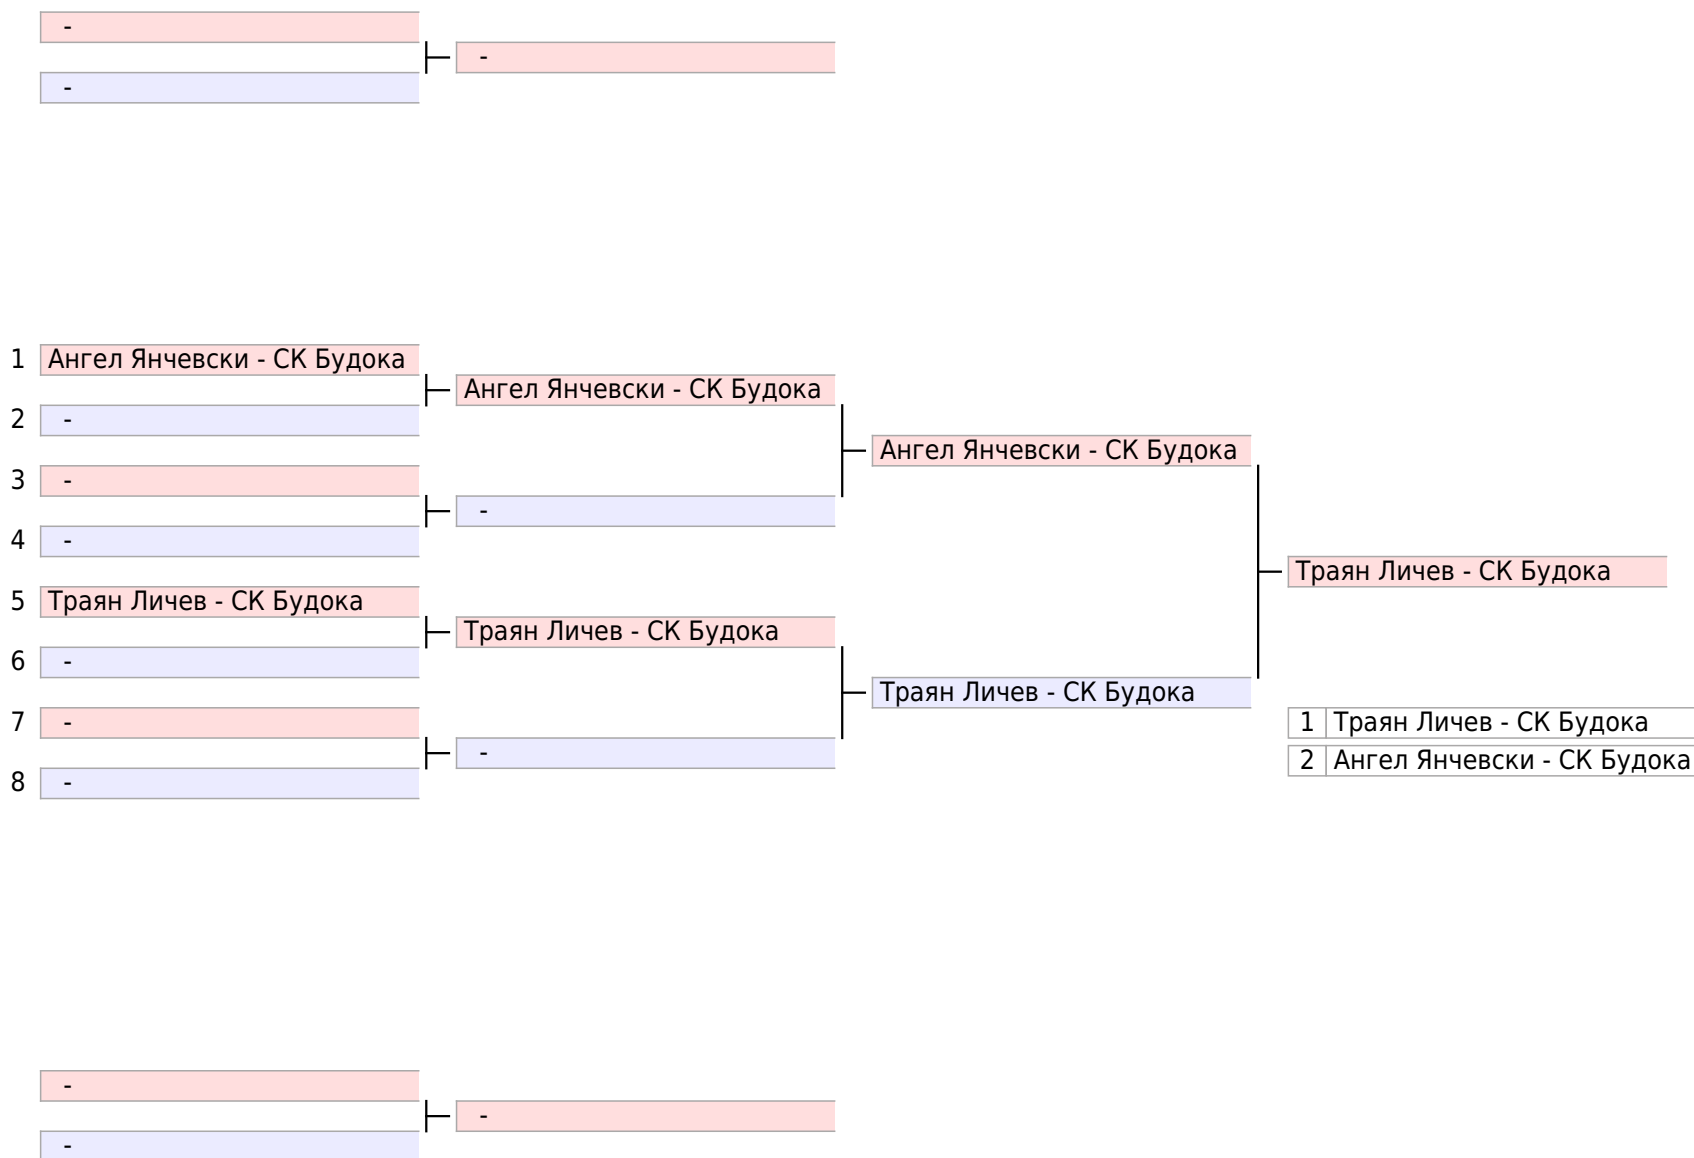 -
-
-
1 Ангел Янчевски - СК Будока
Ангел Янчевски - СК Будока
2 -
Ангел Янчевски - СК Будока
3 -
-
4 -
Траян Личев - СК Будока
5 Траян Личев - СК Будока
Траян Личев - СК Будока
6 -
Траян Личев - СК Будока
7 -
1 Траян Личев - СК Будока
-
2 Ангел Янчевски - СК Будока
8 -
-
-
-